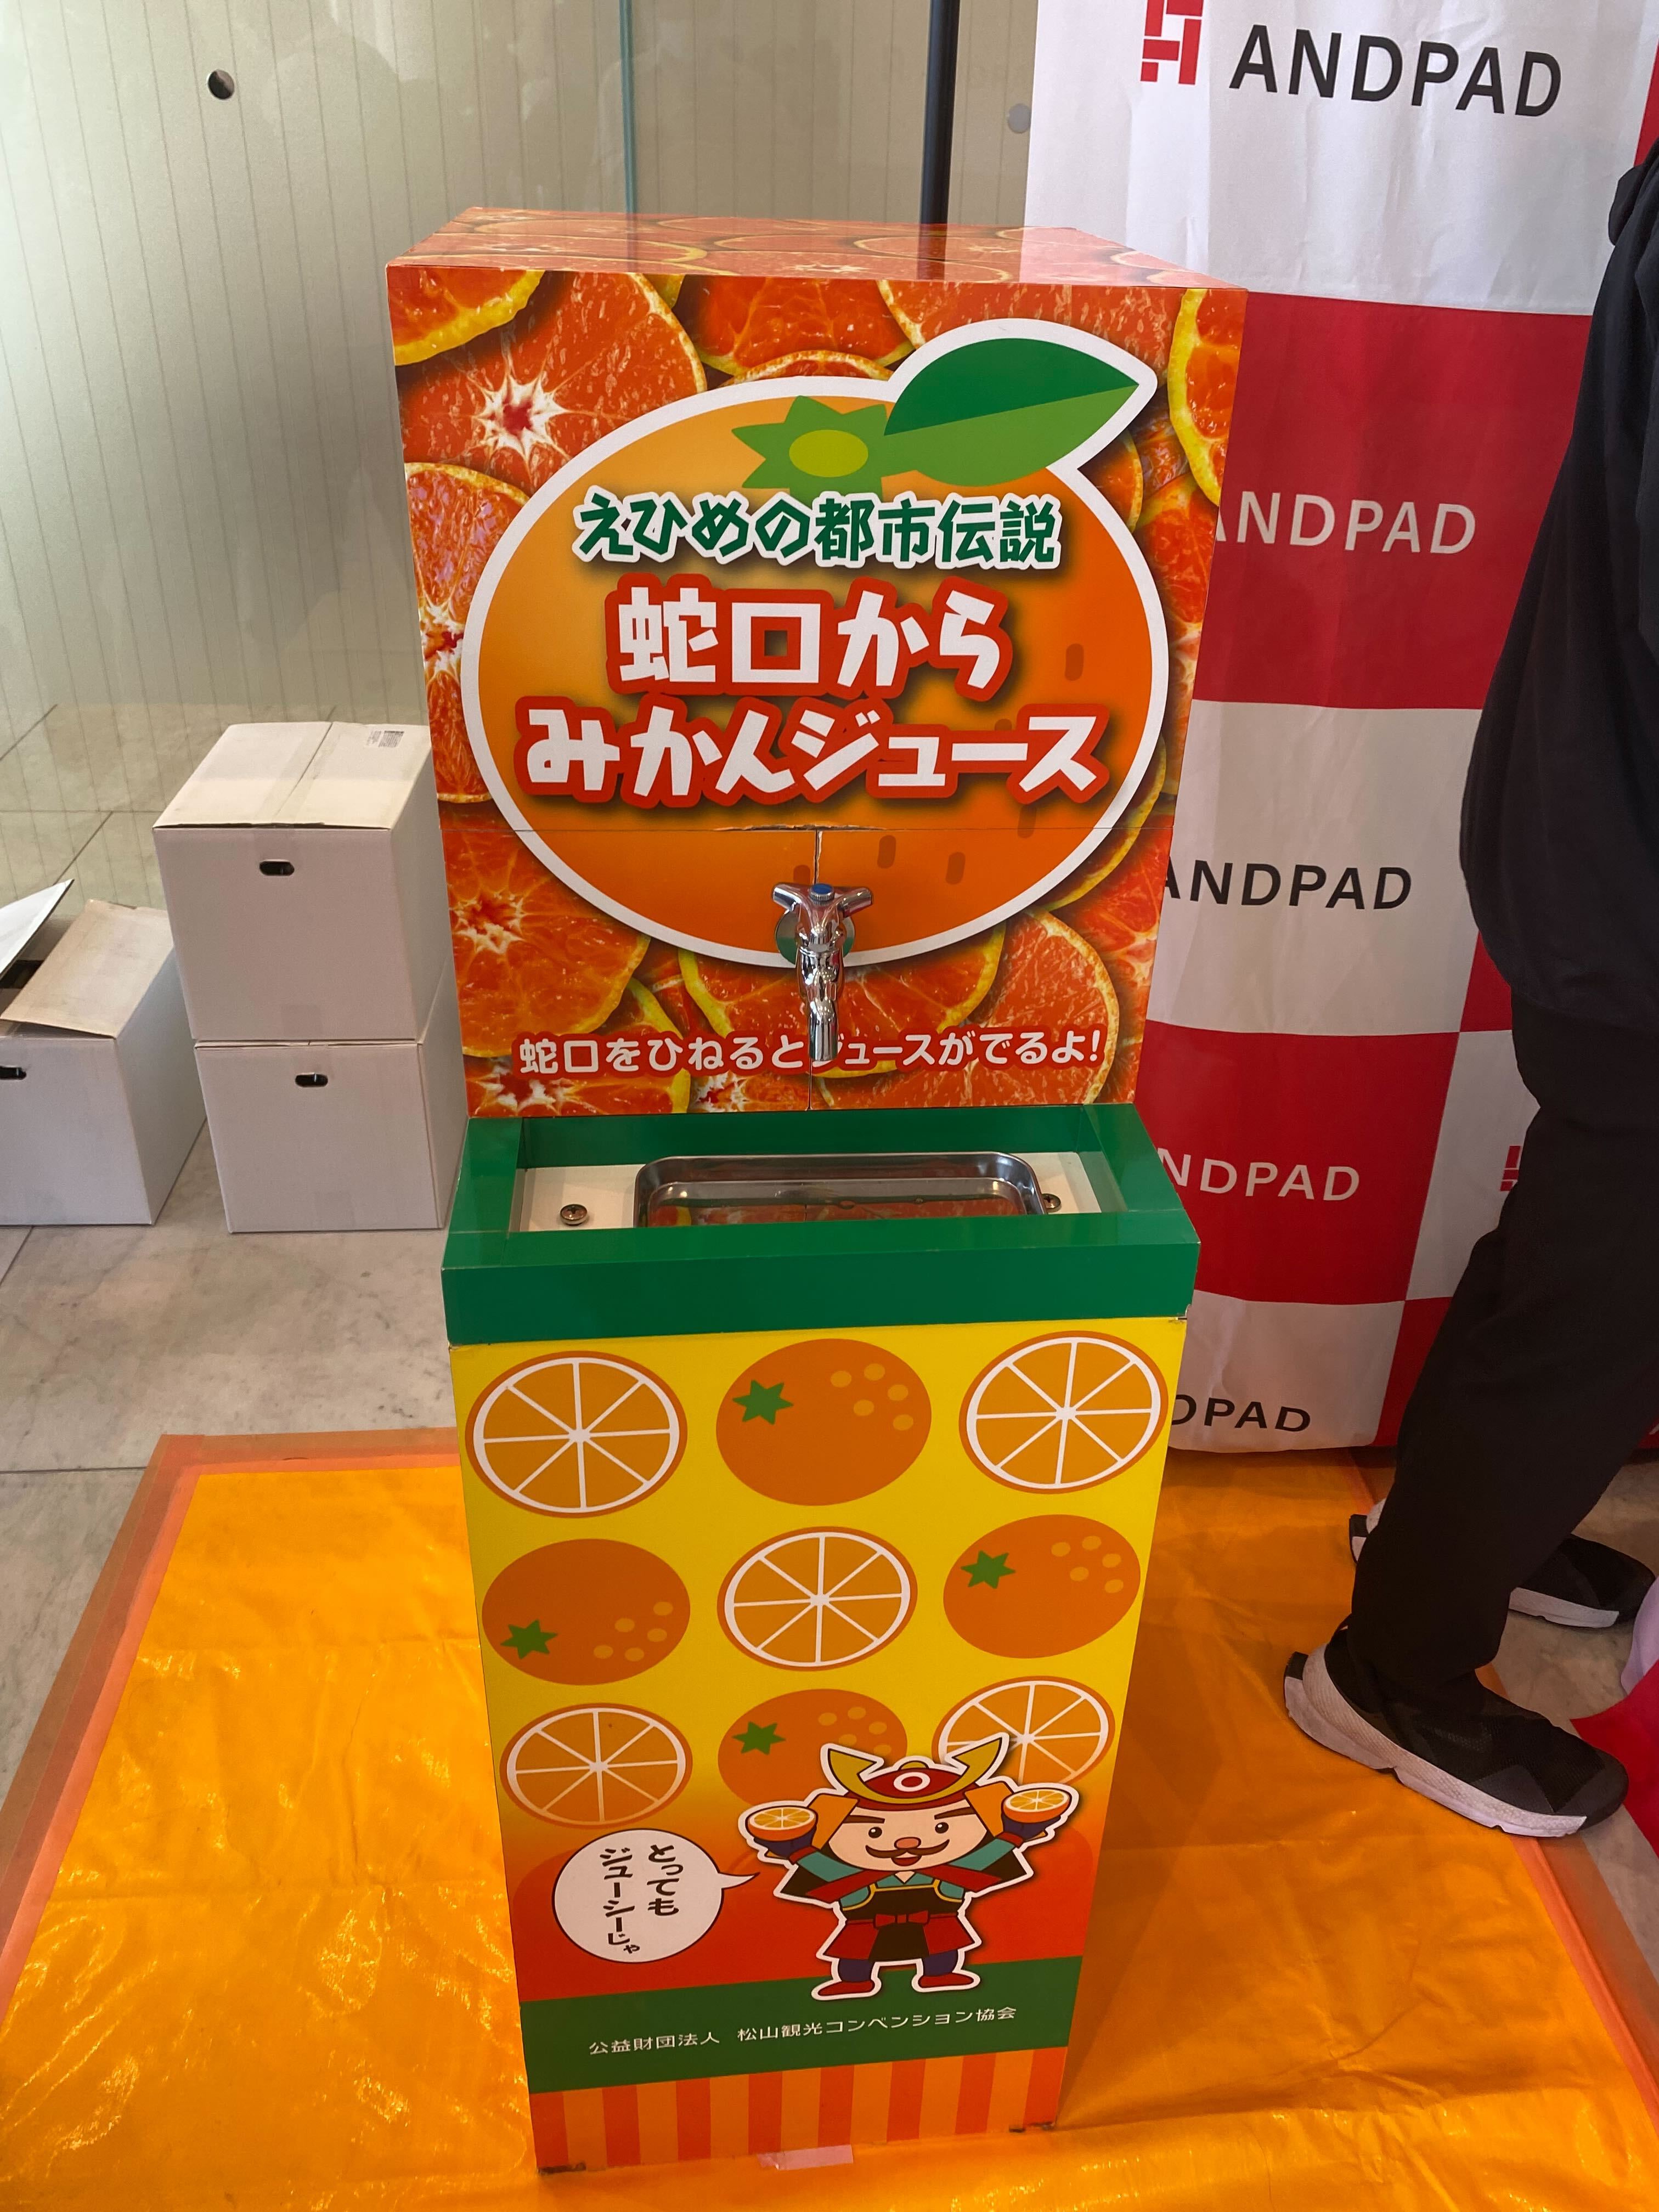 ANDPAD
えひめの都市伝説
蛇口から
みかんジュース
ANDPAD
ANDPAD
蛇口をひねるとジュースがでるよ!
NDPAD
DPAD
とっても
ジューシーじゃ
公益財団法人 松山観光コンベンション協会